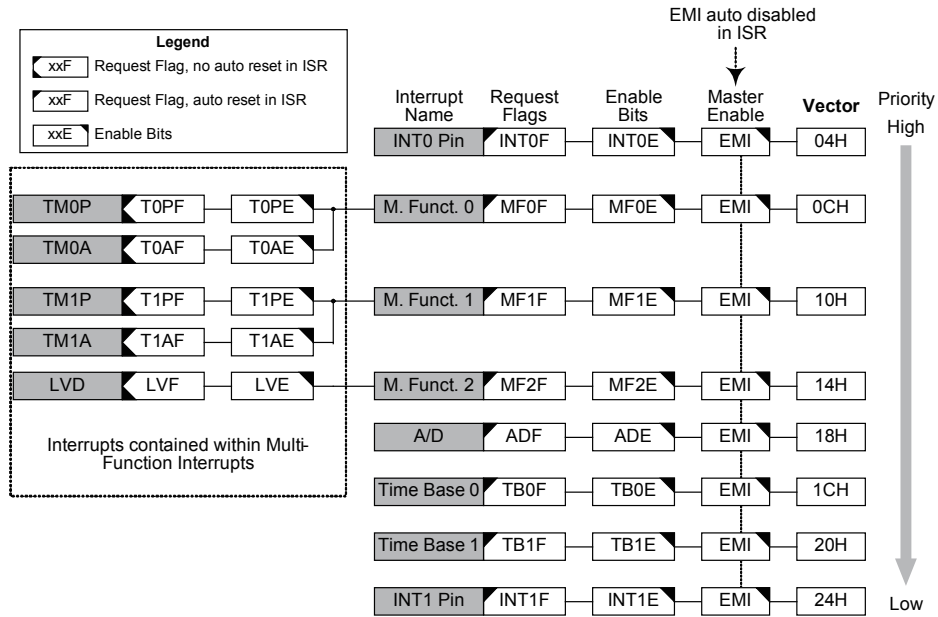 EMI auto disabled
in ISR
Legend
xxF Request Flag, no auto reset in ISR
xxF Request Flag, auto reset in ISR
xxE Enable Bits
Interrupt Name Request Flags Enable Bits Master Enable Vector Priority
High
INT0 Pin INT0F INT0E EMI 04H
TM0P T0PF T0PE M. Funct. 0 MF0F MF0E EMI 0CH
TM0A T0AF T0AE
TM1P T1PF T1PE M. Funct. 1 MF1F MF1E EMI 10H
TM1A T1AF T1AE
LVD LVF LVE M. Funct. 2 MF2F MF2E EMI 14H
A/D ADF ADE EMI 18H
Interrupts contained within Multi-
Function Interrupts
Time Base 0 TB0F TB0E EMI 1CH
Time Base 1 TB1F TB1E EMI 20H
INT1 Pin INT1F INT1E EMI 24H
Low